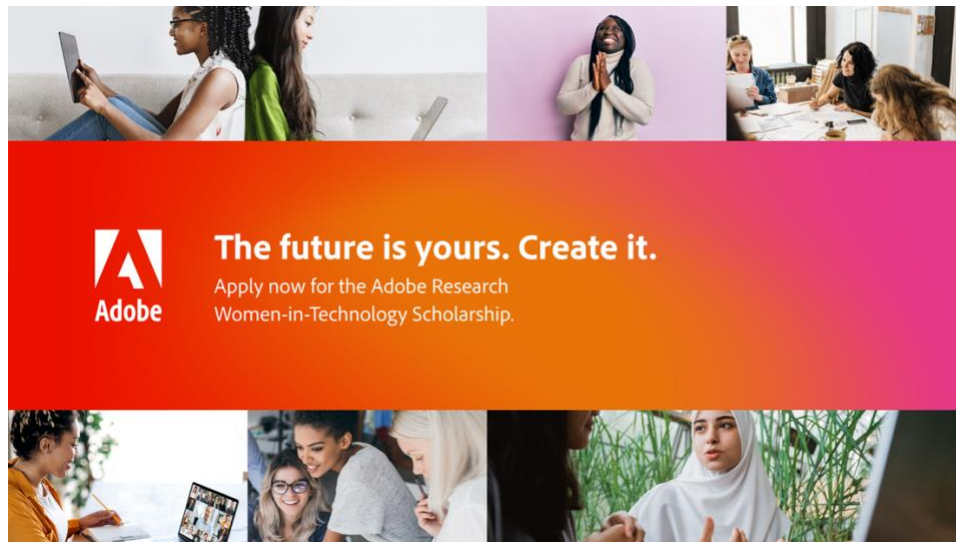 Adobe
The future is yours. Create it.
Apply now for the Adobe Research
Women-in-Technology Scholarship.